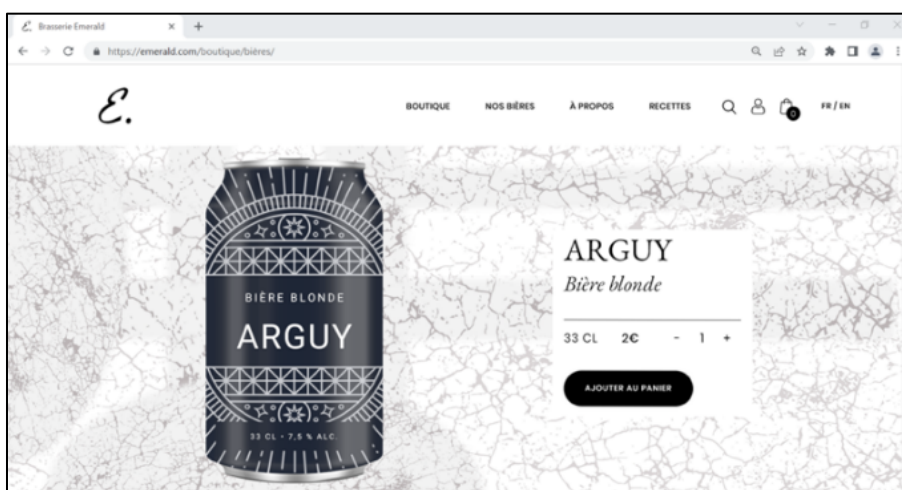 Brasserie Emerald
https://emerald.com/boutique/bières/
E.
BOUTIQUE NOS BIÈRES À PROPOS RECETTES 0 FR / EN
BIÈRE BLONDE
ARGUY
33 CL - 7,5 % ALC.
ARGUY
Bière blonde
33 CL 2€ - 1 +
AJOUTER AU PANIER